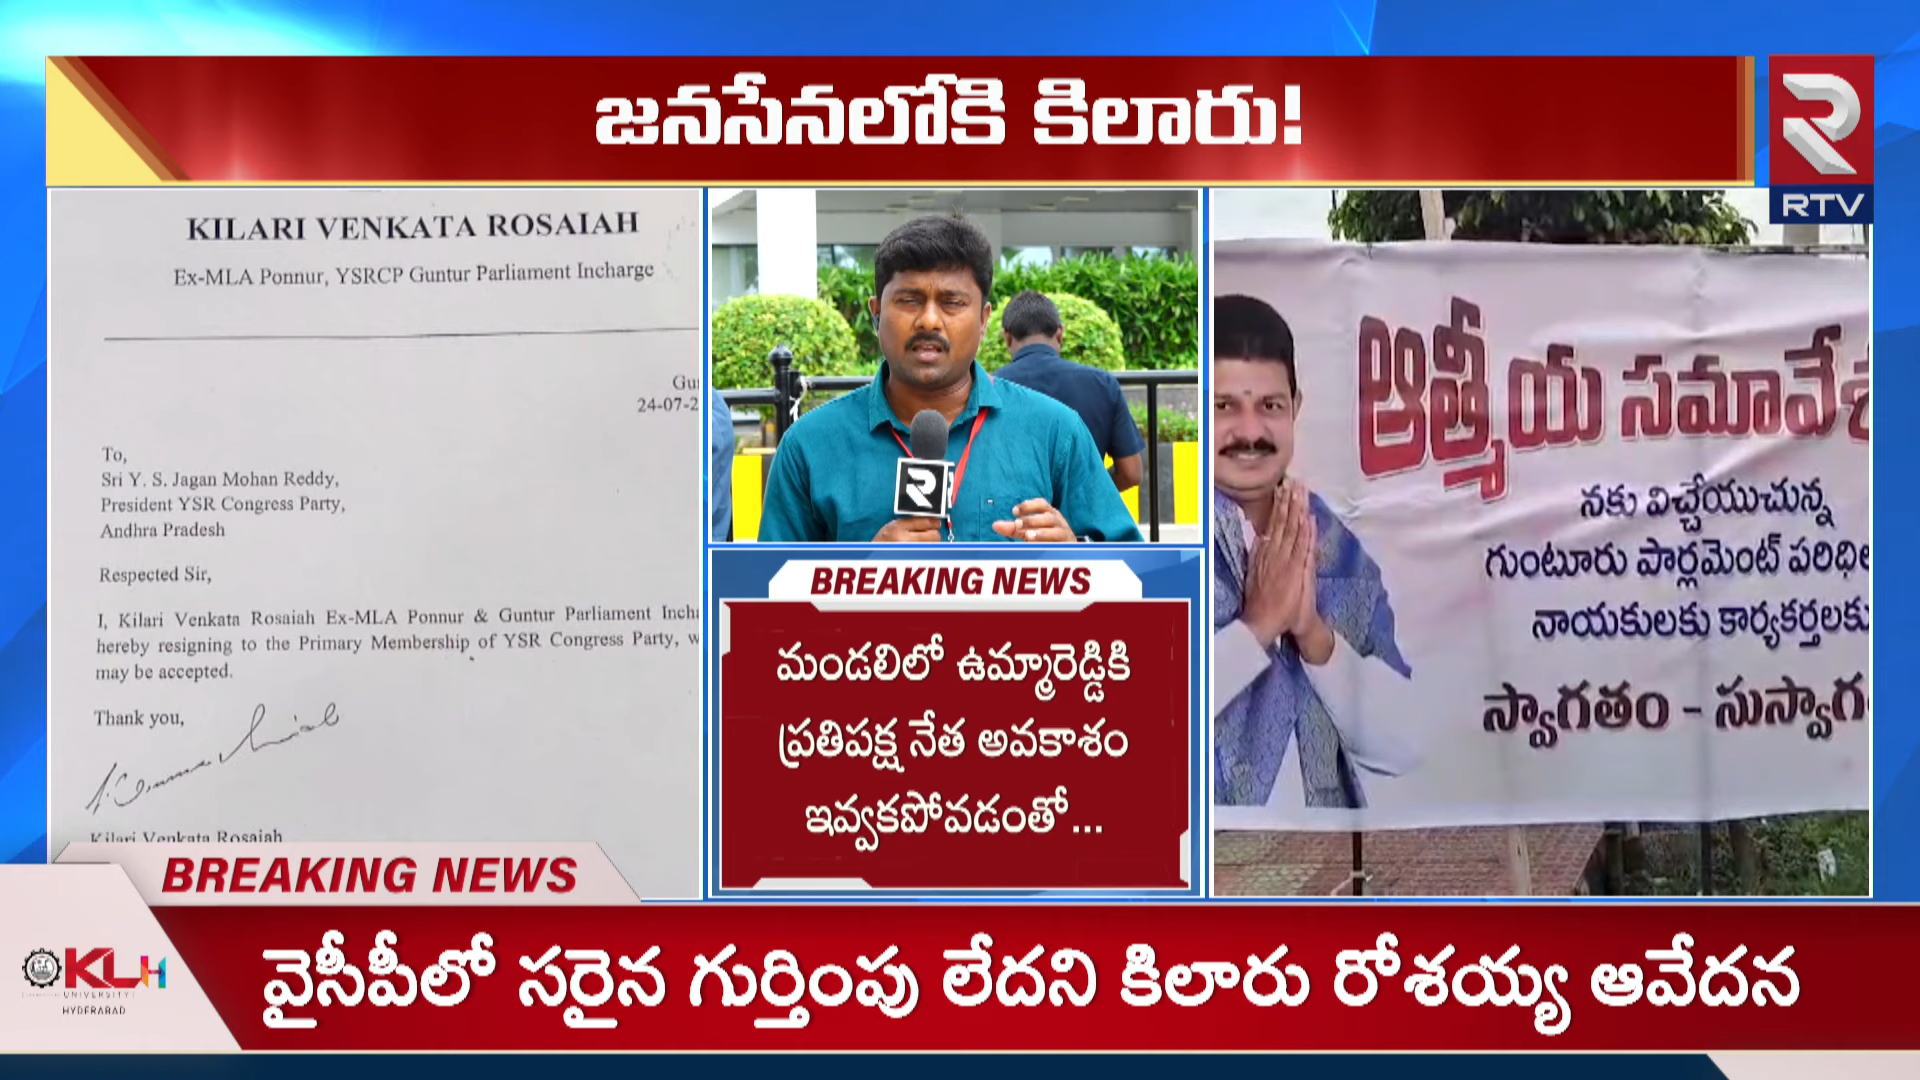 జనసేనలోకి కిలారు!
RTV
KILARI VENKATA ROSAIAH
Ex-MLA Ponnur, YSRCP Guntur Parliament Incharge
24-07-2
To,
Sri Y. S. Jagan Mohan Reddy,
President YSR Congress Party,
Andhra Pradesh
Respected Sir,
I, Kilari Venkata Rosaiah Ex-MLA Ponnur & Guntur Parliament
hereby resigning to the Primary Membership of YSR Congress Party,
may be accepted.
Thank you,
Kilari Venkata Rosaiah
BREAKING NEWS
మండలిలో ఉమ్మారెడ్డికి
ప్రతిపక్ష నేత అవకాశం
ఇవ్వకపోవడంతో...
ఆత్మీయ
నకు విచ్చేయుచున్న
గుంటూరు పార్లమెంట్
నాయకులకు కార్యకర్తలకు
స్వాగతం -
BREAKING NEWS
వైసీపీలో సరైన గుర్తింపు లేదని కిలారు రోశయ్య ఆవేదన
KLH
UNIVERSITY
HYDERABAD